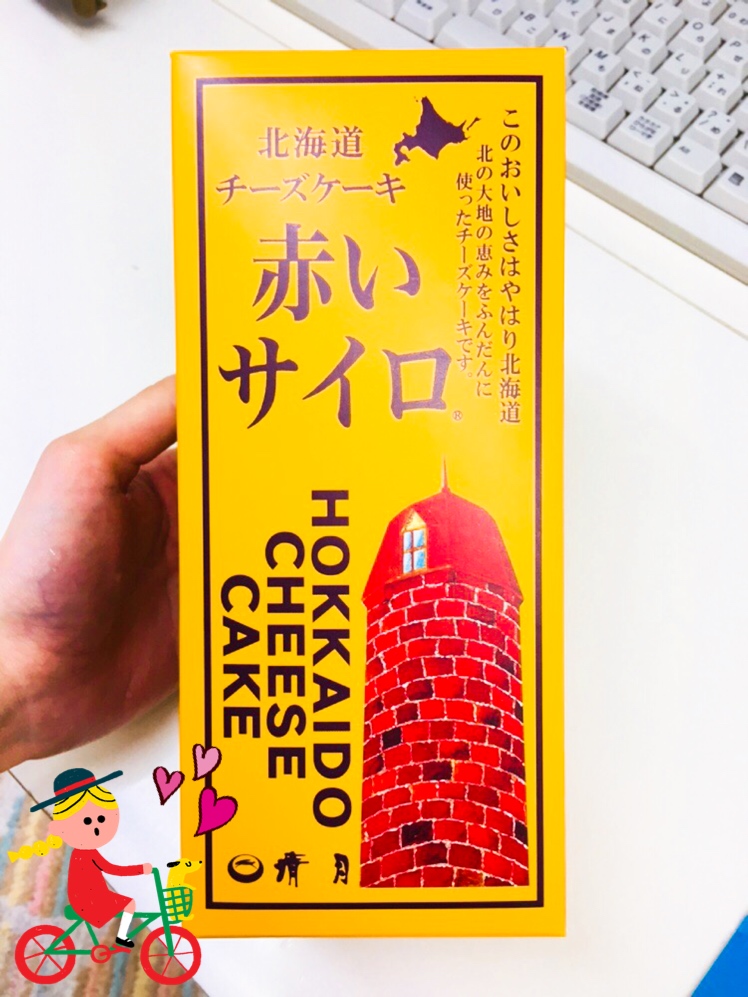 北海道
チーズケーキ
赤い
サイロ®
このおいしさはやはり北海道
北の大地の恵みをふんだんに
使ったチーズケーキです。
HOKKAIDO
CHEESE
CAKE
清月